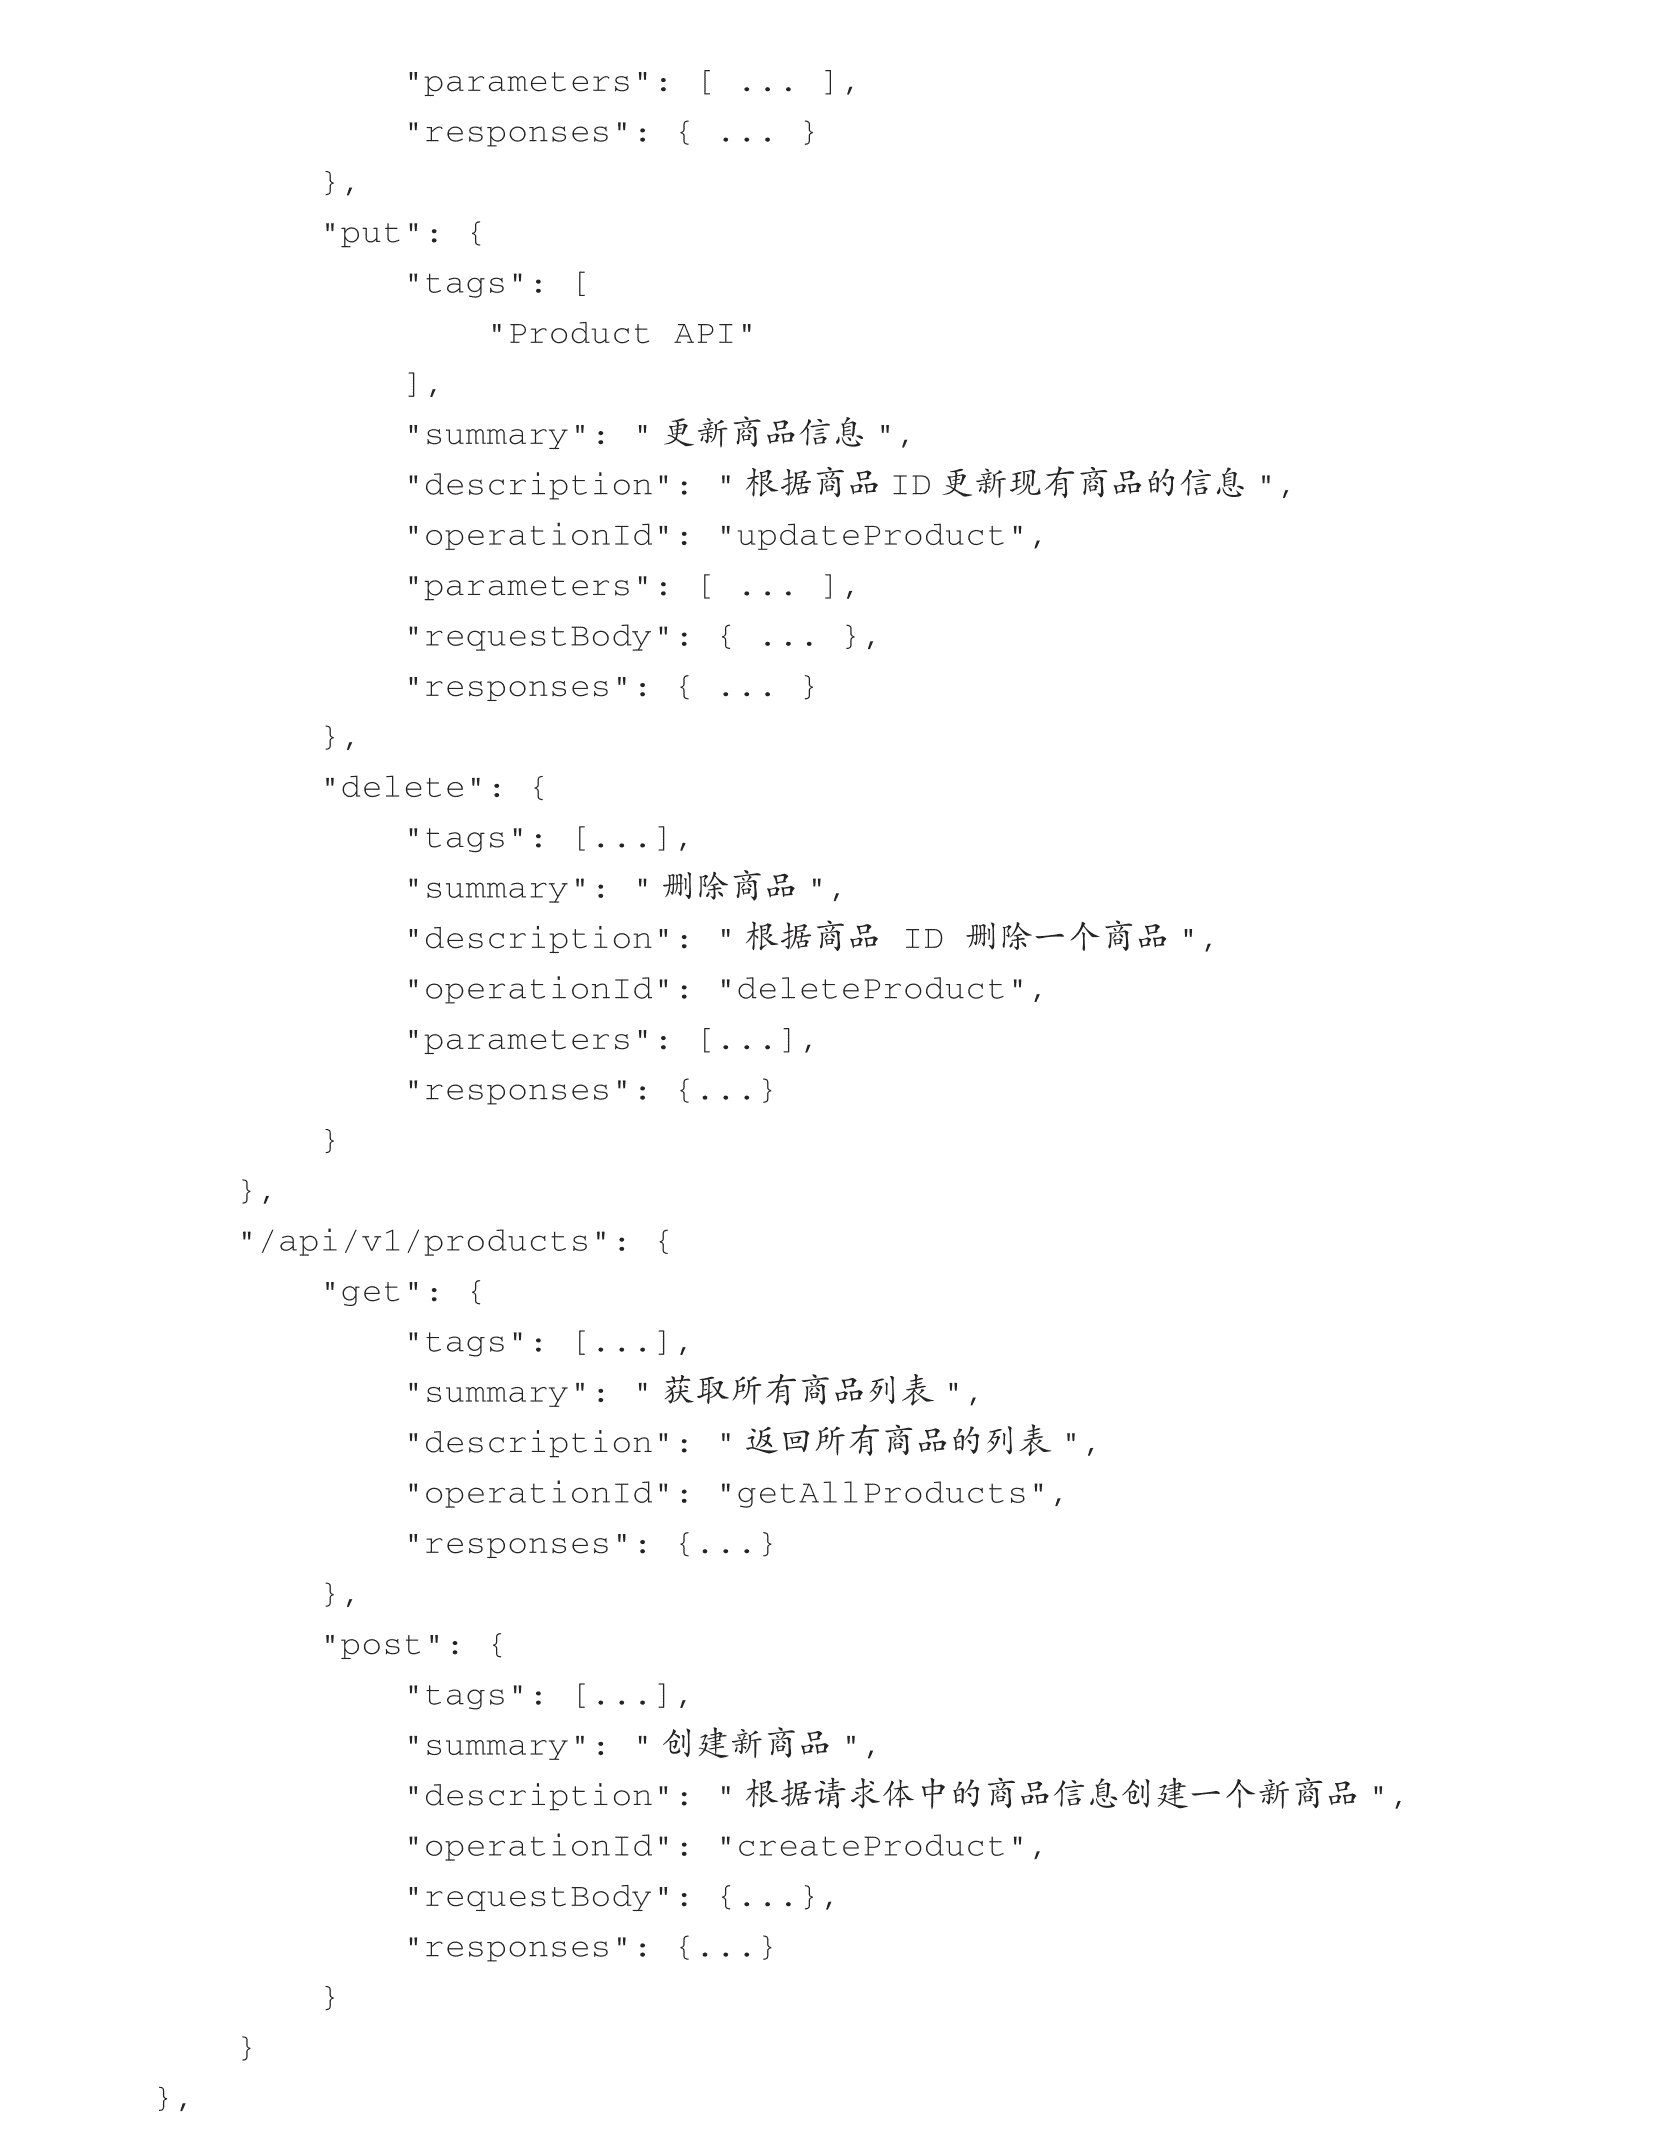 "parameters": [ ... ],
            "responses": { ... }
        },
        "put": {
            "tags": [
                "Product API"
            ],
            "summary": "更新商品信息",
            "description": "根据商品 ID 更新现有商品的信息",
            "operationId": "updateProduct",
            "parameters": [ ... ],
            "requestBody": { ... },
            "responses": { ... }
        },
        "delete": {
            "tags": [...],
            "summary": "删除商品",
            "description": "根据商品 ID 删除一个商品",
            "operationId": "deleteProduct",
            "parameters": [...],
            "responses": {...}
        }
    },
    "/api/v1/products": {
        "get": {
            "tags": [...],
            "summary": "获取所有商品列表",
            "description": "返回所有商品的列表",
            "operationId": "getAllProducts",
            "responses": {...}
        },
        "post": {
            "tags": [...],
            "summary": "创建新商品",
            "description": "根据请求体中的商品信息创建一个新商品",
            "operationId": "createProduct",
            "requestBody": {...},
            "responses": {...}
        }
    }
},